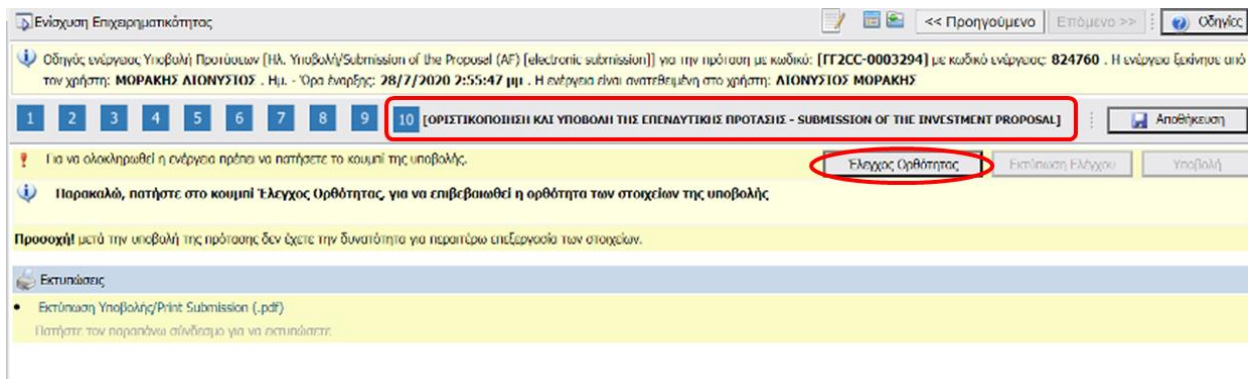 Ενίσχυση Επιχειρηματικότητας
<< Προηγούμενο
Επόμενο >>
Οδηγίες
Οδηγός ενέργειας Υποβολή Προτάσεων [Ηλ. Υποβολή/Submission of the Proposal (AF) [electronic submission]] για την πρόταση με κωδικό: [ΓΓ2CC-0003294] με κωδικό ενέργειας: 824760 . Η ενέργεια ξεκίνησε από
τον χρήστη: ΜΟΡΑΚΗΣ ΔΙΟΝΥΣΙΟΣ . Ημ. - Ώρα έναρξης: 28/7/2020 2:55:47 μμ . Η ενέργεια είναι ανατεθειμένη στο χρήστη: ΔΙΟΝΥΣΙΟΣ ΜΟΡΑΚΗΣ
1 2 3 4 5 6 7 8 9 10 [ΟΡΙΣΤΙΚΟΠΟΙΗΣΗ ΚΑΙ ΥΠΟΒΟΛΗ ΤΗΣ ΕΠΕΝΔΥΤΙΚΗΣ ΠΡΟΤΑΣΗΣ - SUBMISSION OF THE INVESTMENT PROPOSAL]
Αποθήκευση
Για να ολοκληρωθεί η ενέργεια πρέπει να πατήσετε το κουμπί της υποβολής.
Έλεγχος Ορθότητας
Εκτύπωση Ελέγχου
Υποβολή
Παρακαλώ, πατήστε στο κουμπί Έλεγχος Ορθότητας, για να επιβεβαιωθεί η ορθότητα των στοιχείων της υποβολής
Προσοχή! μετά την υποβολή της πρότασης δεν έχετε την δυνατότητα για περαιτέρω επεξεργασία των στοιχείων.
Εκτυπώσεις
Εκτύπωση Υποβολής/Print Submission (.pdf)
Πατήστε τον παραπάνω σύνδεσμο για να εκτυπώσετε